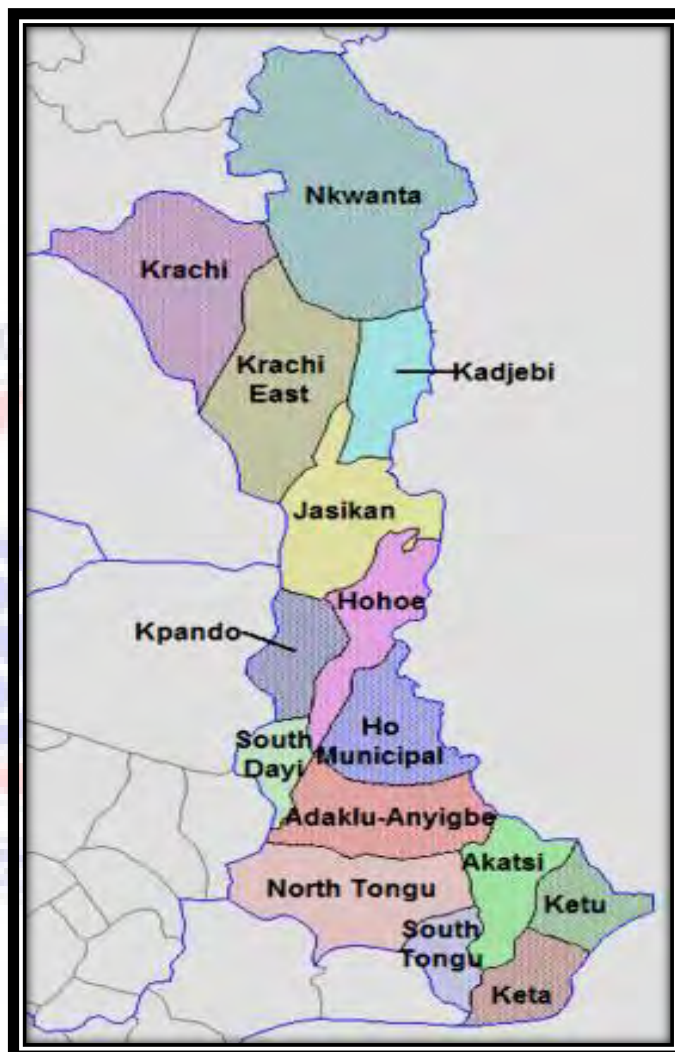 Nkwanta
Krachi
Krachi
East
Kadjebi
Jasikan
Hohoe
Kpando
Ho
Municipal
South
Dayi
Adaklu-Anyigbe
Akatsi
North Tongu
Ketu
South
Tongu
Keta